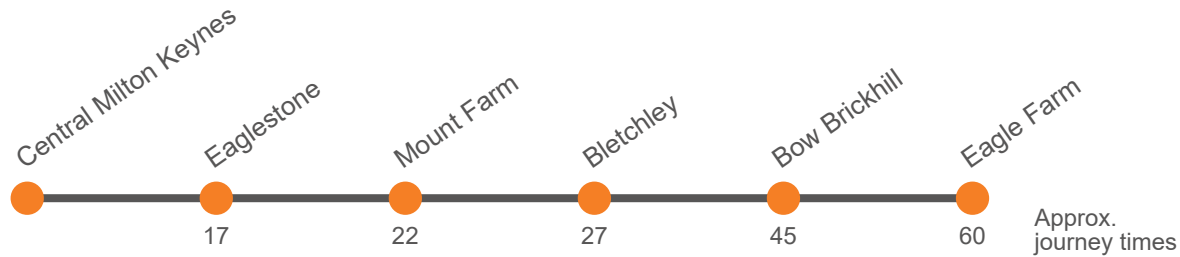 Central Milton Keynes
Eaglestone
Mount Farm
Bletchley
Bow Brickhill
Eagle Farm
17
22
27
45
60
Approx.
journey times